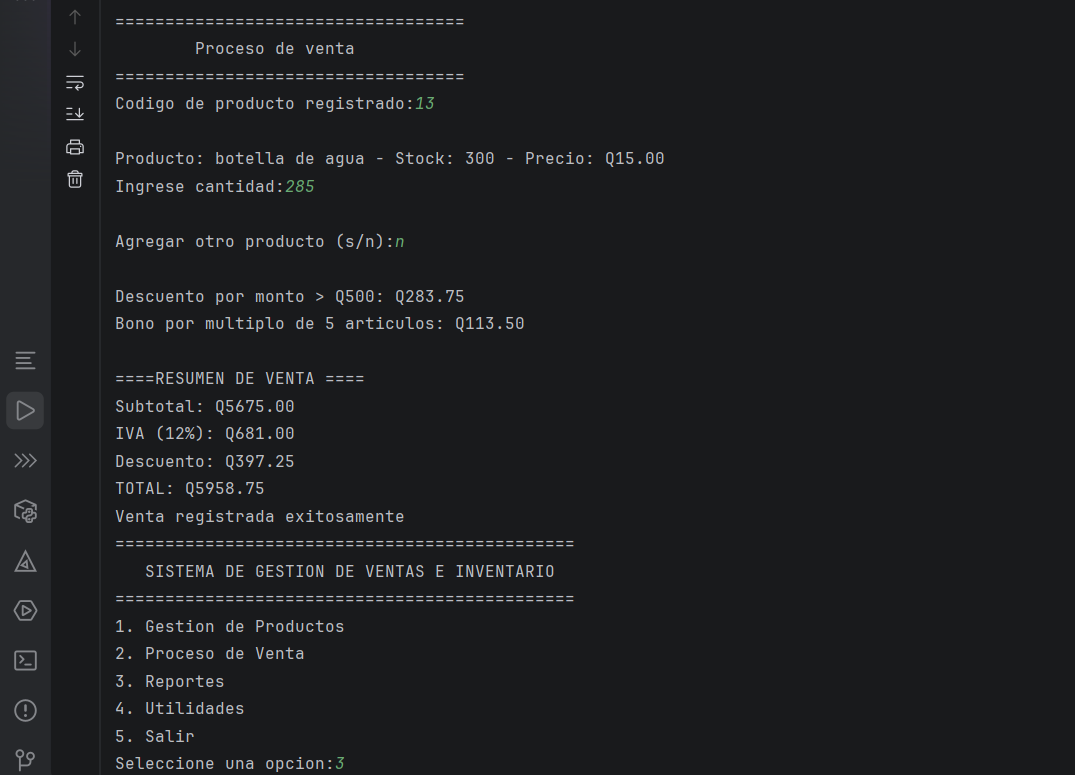 ===================================
Proceso de venta
===================================
Codigo de producto registrado:13
Producto: botella de agua - Stock: 300 - Precio: Q15.00
Ingrese cantidad:285
Agregar otro producto (s/n):n
Descuento por monto > Q500: Q283.75
Bono por multiplo de 5 articulos: Q113.50
====RESUMEN DE VENTA ====
Subtotal: Q5675.00
IVA (12%): Q681.00
Descuento: Q397.25
TOTAL: Q5958.75
Venta registrada exitosamente
==============================================
SISTEMA DE GESTION DE VENTAS E INVENTARIO
==============================================
1. Gestion de Productos
2. Proceso de Venta
3. Reportes
4. Utilidades
5. Salir
Seleccione una opcion:3